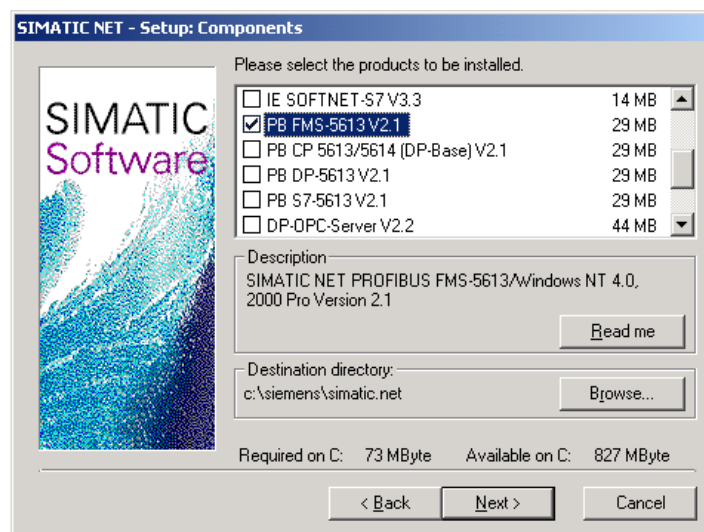 SIMATIC NET - Setup: Components
Please select the products to be installed.
SIMATIC
Software
IE SOFTNET-S7 V3.3 14 MB
PB FMS-5613 V2.1 29 MB
PB CP 5613/5614 (DP-Base) V2.1 29 MB
PB DP-5613 V2.1 29 MB
PB S7-5613 V2.1 29 MB
DP-OPC-Server V2.2 44 MB
Description
SIMATIC NET PROFIBUS FMS-5613/Windows NT 4.0,
2000 Pro Version 2.1
Read me
Destination directory:
c:\siemens\simatic.net
Browse...
Required on C: 73 MByte Available on C: 827 MByte
< Back Next > Cancel